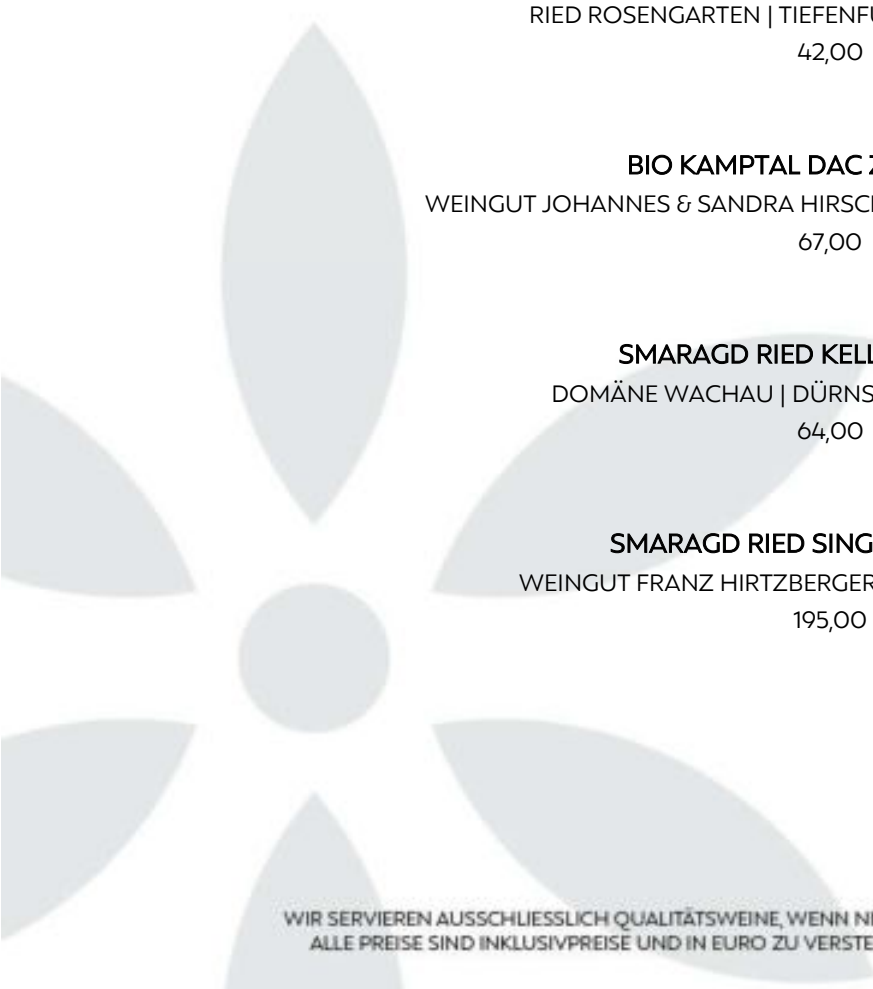 RIED ROSENGARTEN | TIEFENFU
42,00
BIO KAMPTAL DAC Z
WEINGUT JOHANNES & SANDRA HIRSCH
67,00
SMARAGD RIED KELL
DOMÄNE WACHAU | DÜRNS
64,00
SMARAGD RIED SING
WEINGUT FRANZ HIRTZBERGER
195,00
WIR SERVIEREN AUSSCHLIESSLICH QUALITÄTSWEINE, WENN NI
ALLE PREISE SIND INKLUSIVPREISE UND IN EURO ZU VERSTE